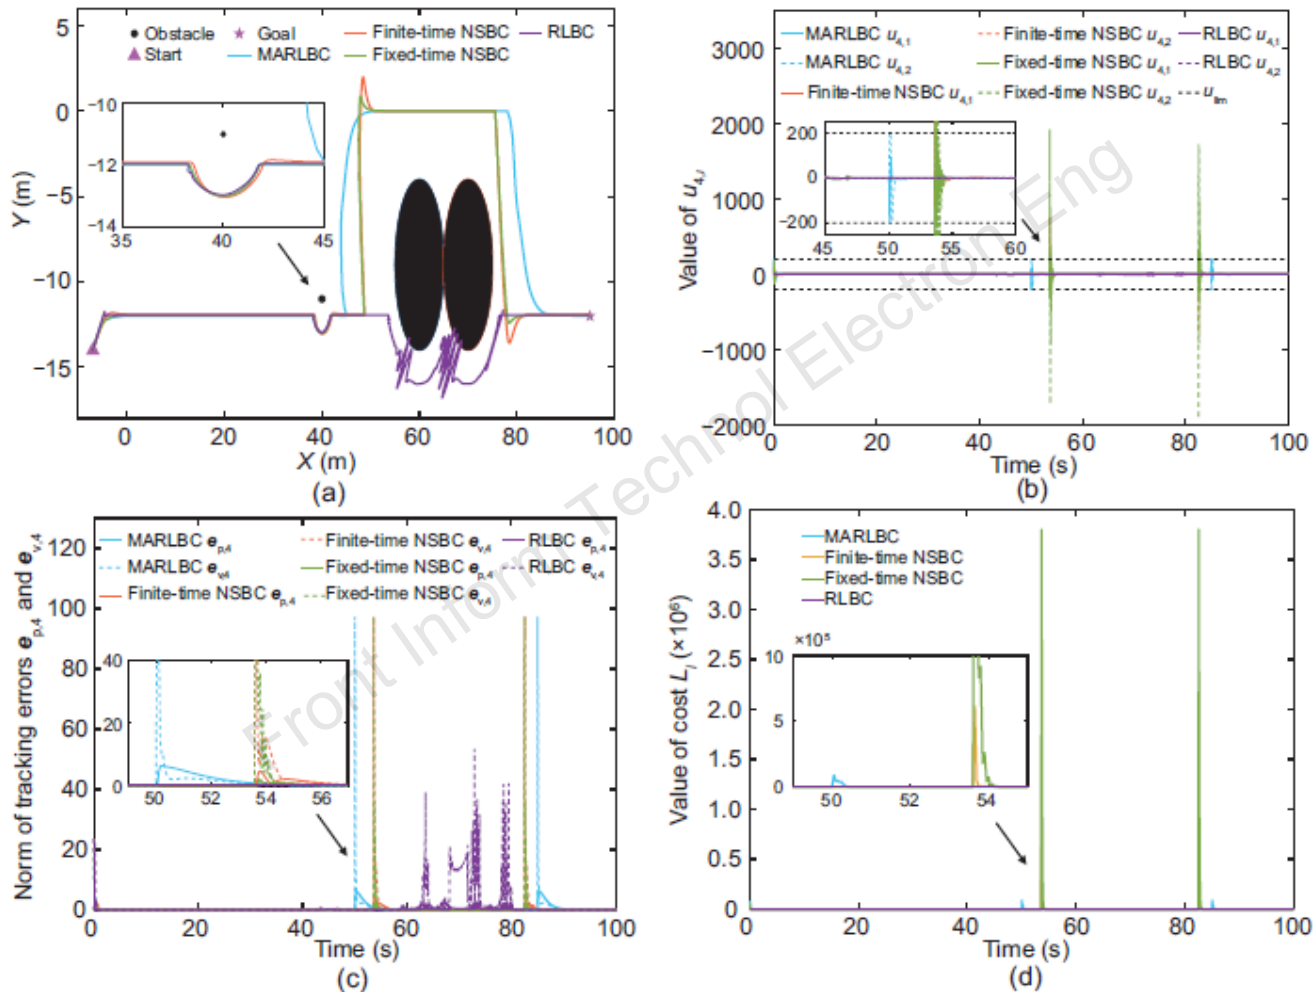 5
0
−5
−10
−15
Y (m)
Obstacle
Goal
Finite-time NSBC
RLBC
Start
MARLBC
Fixed-time NSBC
−10
−12
−14
35
40
45
0
20
40
60
80
100
X (m)
(a)
3000
2000
1000
0
−1000
−2000
Value of u4,i
MARLBC u4,1
Finite-time NSBC u4,2
RLBC u4,1
MARLBC u4,2
Fixed-time NSBC u4,1
RLBC u4,2
Finite-time NSBC u4,1
Fixed-time NSBC u4,2
ulim
200
0
−200
45
50
55
60
0
20
40
60
80
100
Time (s)
(b)
120
100
80
60
40
20
0
Norm of tracking errors ep,4 and ev,4
MARLBC ep,4
Finite-time NSBC ev,4
RLBC ep,4
MARLBC ev,4
Fixed-time NSBC ep,4
RLBC ev,4
Finite-time NSBC ep,4
Fixed-time NSBC ev,4
40
20
0
50
52
54
56
0
20
40
60
80
100
Time (s)
(c)
4.0
3.5
3.0
2.5
2.0
1.5
1.0
0.5
0
Value of cost Li (×10⁶)
MARLBC
Finite-time NSBC
Fixed-time NSBC
RLBC
×10⁵
10
5
0
50
52
54
0
20
40
60
80
100
Time (s)
(d)
Front Inform Technol Electron Eng